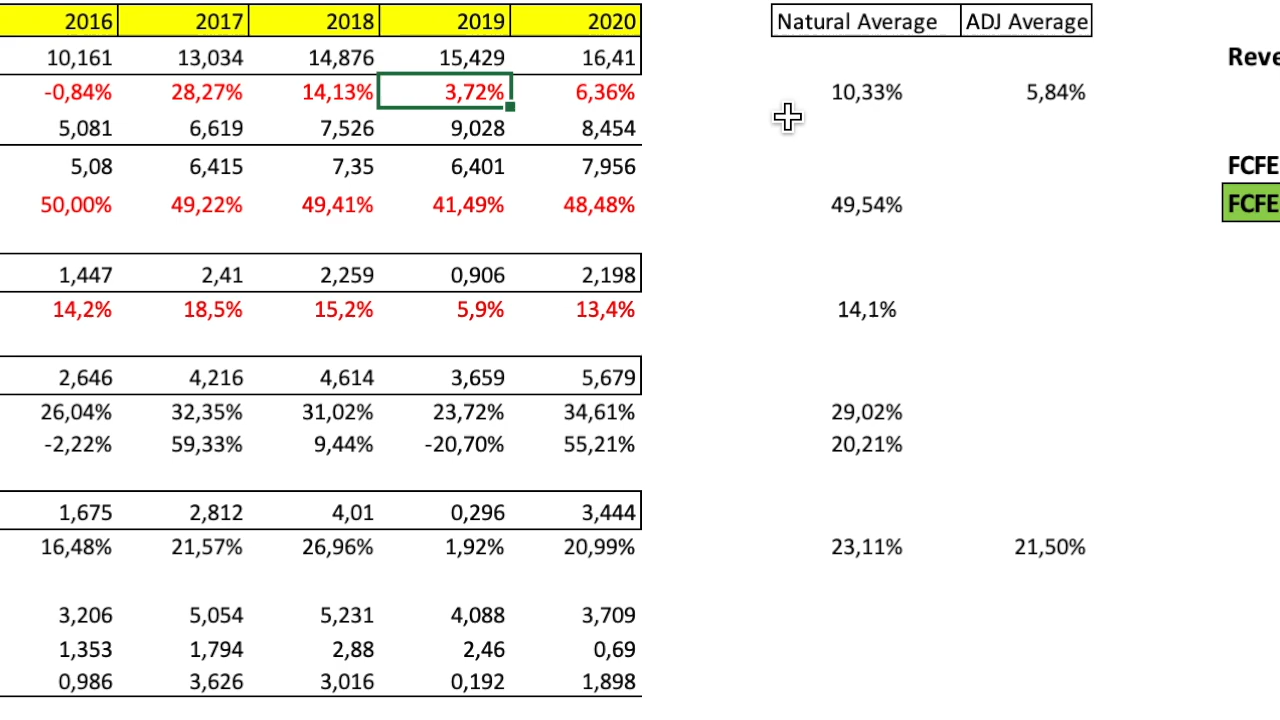 2016 2017 2018 2019 2020 Natural Average ADJ Average
10,161 13,034 14,876 15,429 16,41 Reve
-0,84% 28,27% 14,13% 3,72% 6,36% 10,33% 5,84%
5,081 6,619 7,526 9,028 8,454
5,08 6,415 7,35 6,401 7,956 FCFE
50,00% 49,22% 49,41% 41,49% 48,48% 49,54% FCFE
1,447 2,41 2,259 0,906 2,198
14,2% 18,5% 15,2% 5,9% 13,4% 14,1%
2,646 4,216 4,614 3,659 5,679
26,04% 32,35% 31,02% 23,72% 34,61% 29,02%
-2,22% 59,33% 9,44% -20,70% 55,21% 20,21%
1,675 2,812 4,01 0,296 3,444
16,48% 21,57% 26,96% 1,92% 20,99% 23,11% 21,50%
3,206 5,054 5,231 4,088 3,709
1,353 1,794 2,88 2,46 0,69
0,986 3,626 3,016 0,192 1,898